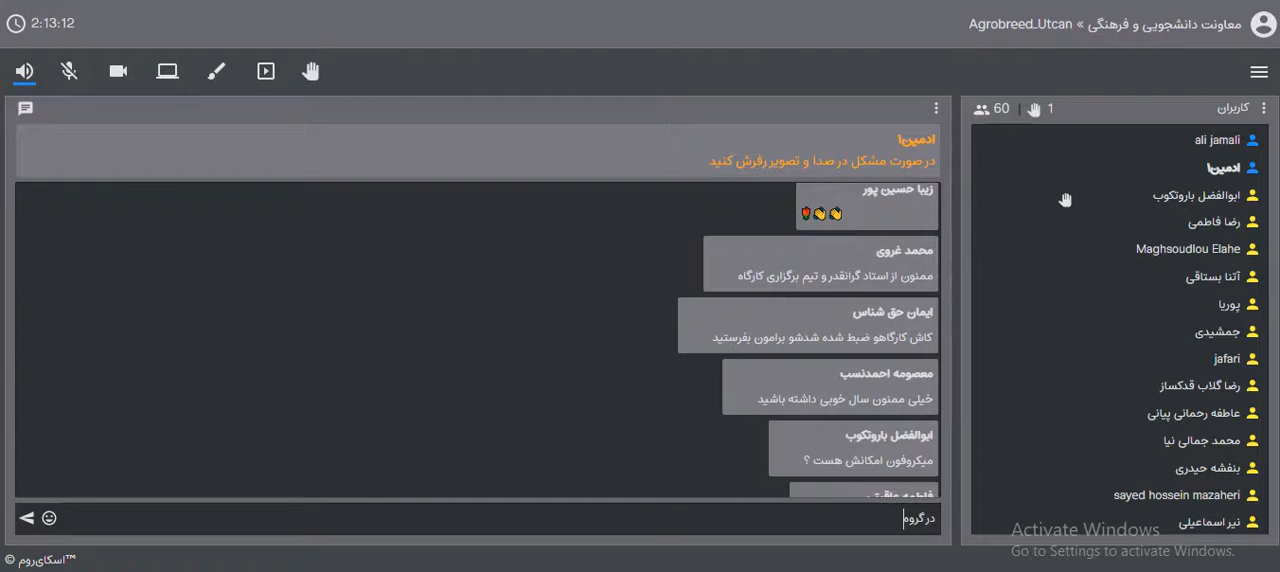 2:13:12
معاونت دانشجویی و فرهنگی » Agrobreed_Utcan
60 | 1
کاربران
ادمین۱
در صورت مشکل در صدا و تصویر رفرش کنید
زیبا حسین پور
🌹👏👏
محمد غروی
ممنون از استاد گرانقدر و تیم برگزاری کارگاه
ایمان حق شناس
کاش کارگاهو ضبط شده شدشو برامون بفرستید
معصومه احمدنسب
خیلی ممنون سال خوبی داشته باشید
ابوالفضل باروتکوب
میکروفون امکانش هست ؟
در گروه
ali jamali
ادمین۱
ابوالفضل باروتکوب
رضا فاطمی
Maghsoudlou Elahe
آتنا بستاقی
پوریا
جمشیدی
jafari
رضا گلاب قدکساز
عاطفه رحمانی پیانی
محمد جمالی نیا
بنفشه حیدری
sayed hossein mazaheri
نیر اسماعیلی
Activate Windows
Go to Settings to activate Windows.
© اسکای‌روم™